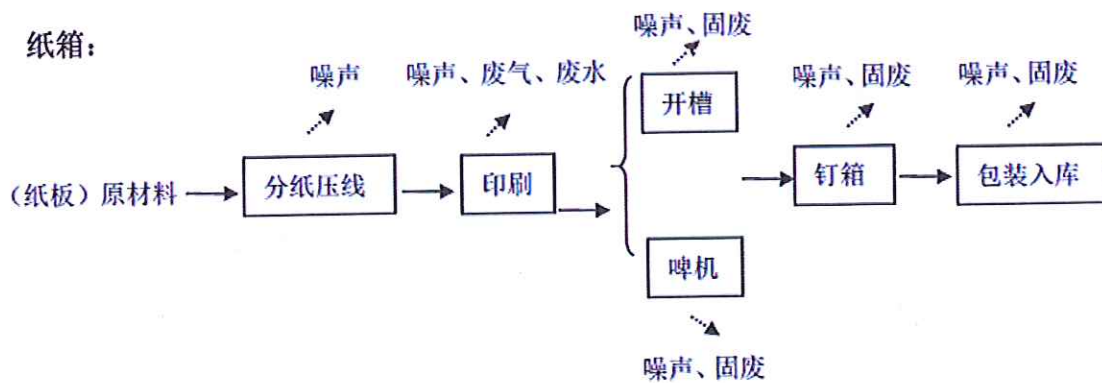 纸箱：
噪声、固废
噪声
噪声、废气、废水
开槽
噪声、固废
噪声、固废
（纸板）原材料
分纸压线
印刷
钉箱
包装入库
啤机
噪声、固废